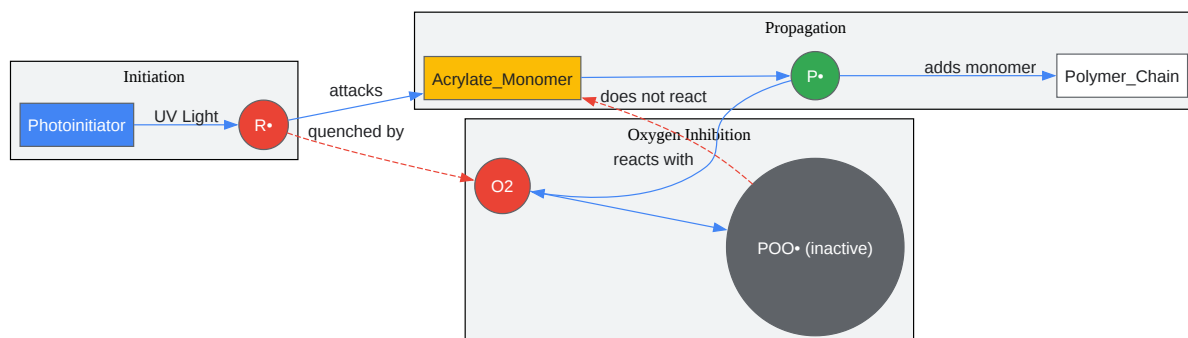 Propagation
Initiation
Acrylate_Monomer
P•
adds monomer
Polymer_Chain
attacks
does not react
Photoinitiator
UV Light
R•
quenched by
Oxygen Inhibition
reacts with
O2
POO• (inactive)